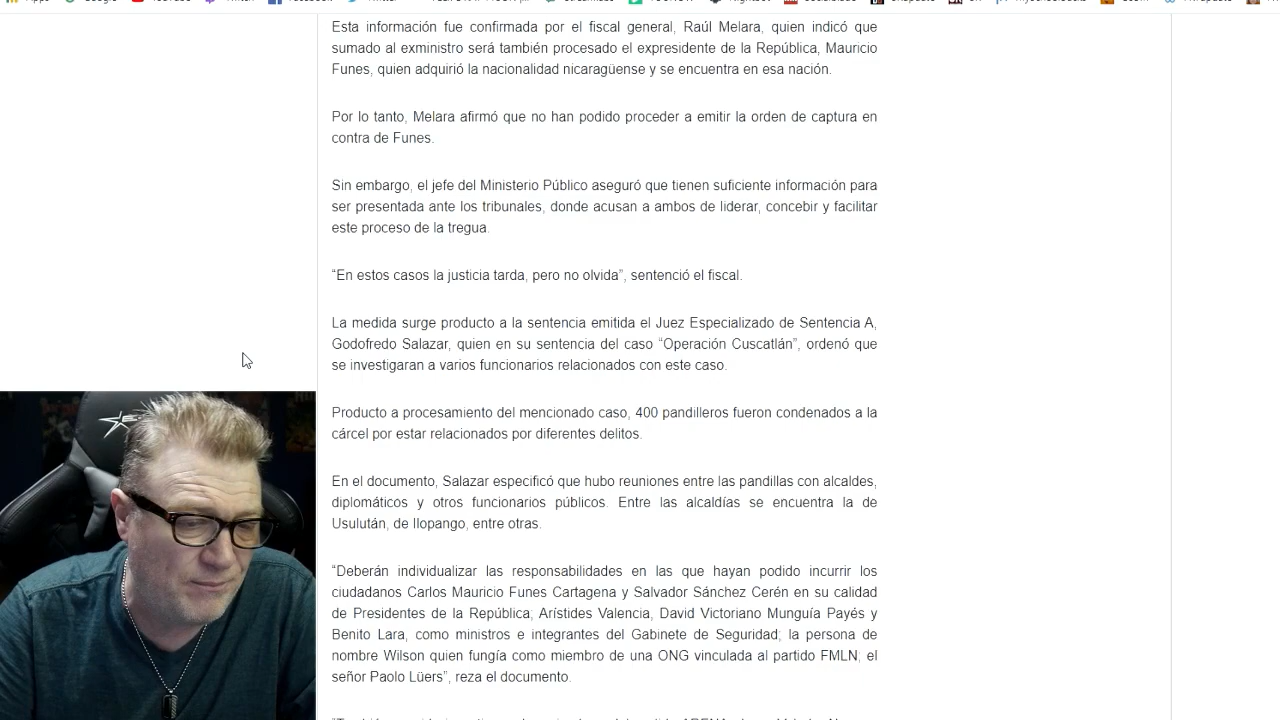 Esta información fue confirmada por el fiscal general, Raúl Melara, quien indicó que
sumado al exministro será también procesado el expresidente de la República, Mauricio
Funes, quien adquirió la nacionalidad nicaragüense y se encuentra en esa nación.
Por lo tanto, Melara afirmó que no han podido proceder a emitir la orden de captura en
contra de Funes.
Sin embargo, el jefe del Ministerio Público aseguró que tienen suficiente información para
ser presentada ante los tribunales, donde acusan a ambos de liderar, concebir y facilitar
este proceso de la tregua.
“En estos casos la justicia tarda, pero no olvida”, sentenció el fiscal.
La medida surge producto a la sentencia emitida el Juez Especializado de Sentencia A,
Godofredo Salazar, quien en su sentencia del caso “Operación Cuscatlán”, ordenó que
se investigaran a varios funcionarios relacionados con este caso.
Producto a procesamiento del mencionado caso, 400 pandilleros fueron condenados a la
cárcel por estar relacionados por diferentes delitos.
En el documento, Salazar especificó que hubo reuniones entre las pandillas con alcaldes,
diplomáticos y otros funcionarios públicos. Entre las alcaldías se encuentra la de
Usulután, de Ilopango, entre otras.
“Deberán individualizar las responsabilidades en las que hayan podido incurrir los
ciudadanos Carlos Mauricio Funes Cartagena y Salvador Sánchez Cerén en su calidad
de Presidentes de la República; Arístides Valencia, David Victoriano Munguía Payés y
Benito Lara, como ministros e integrantes del Gabinete de Seguridad; la persona de
nombre Wilson quien fungía como miembro de una ONG vinculada al partido FMLN; el
señor Paolo Lüers”, reza el documento.